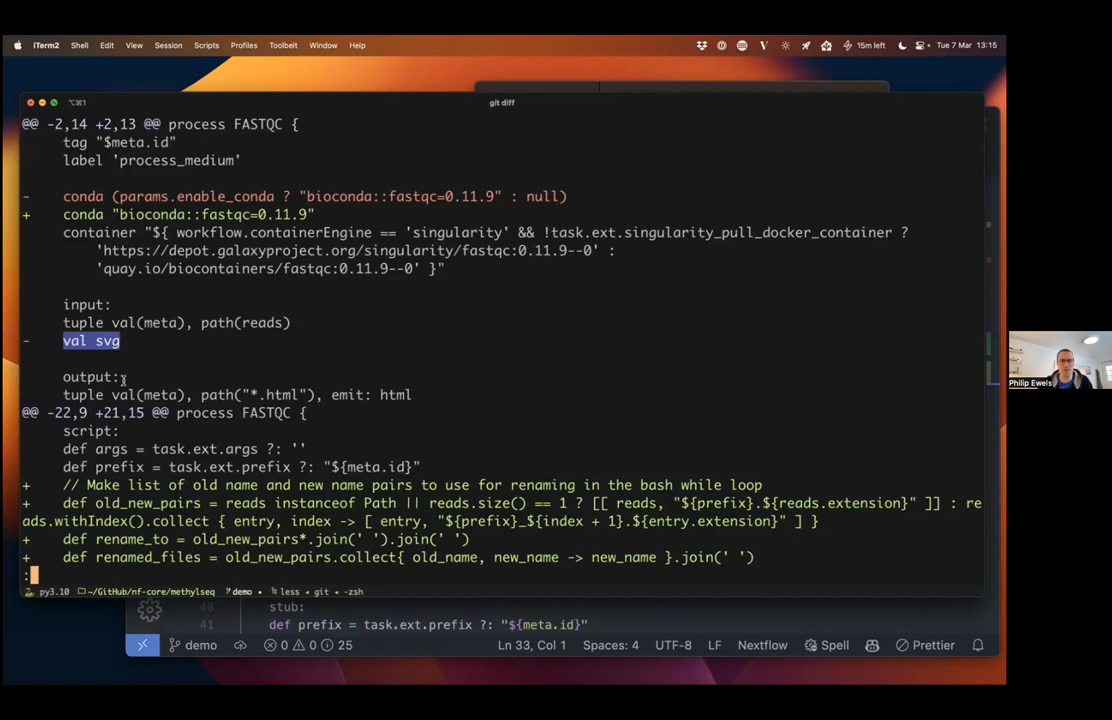 iTerm2 Shell Edit View Session Scripts Profiles Toolbelt Window Help 15m left Tue 7 Mar 13:15
⌥⌘1 git diff
@@ -2,14 +2,13 @@ process FASTQC {
tag "$meta.id"
label 'process_medium'
- conda (params.enable_conda ? "bioconda::fastqc=0.11.9" : null)
+ conda "bioconda::fastqc=0.11.9"
container "${ workflow.containerEngine == 'singularity' && !task.ext.singularity_pull_docker_container ?
'https://depot.galaxyproject.org/singularity/fastqc:0.11.9--0' :
'quay.io/biocontainers/fastqc:0.11.9--0' }"
input:
tuple val(meta), path(reads)
- val svg
output:
tuple val(meta), path("*.html"), emit: html
@@ -22,9 +21,15 @@ process FASTQC {
script:
def args = task.ext.args ?: ''
def prefix = task.ext.prefix ?: "${meta.id}"
+ // Make list of old name and new name pairs to use for renaming in the bash while loop
+ def old_new_pairs = reads instanceof Path || reads.size() == 1 ? [[ reads, "${prefix}.${reads.extension}" ]] : re
ads.withIndex().collect { entry, index -> [ entry, "${prefix}_${index + 1}.${entry.extension}" ] }
+ def rename_to = old_new_pairs*.join(' ').join(' ')
+ def renamed_files = old_new_pairs.collect{ old_name, new_name -> new_name }.join(' ')
:
py3.10 ~/GitHub/nf-core/methylseq demo • less ◂ git ◂ -zsh
40 stub:
41 def prefix = task.ext.prefix ?: "${meta.id}"
demo 0 0 25 Ln 33, Col 1 Spaces: 4 UTF-8 LF Nextflow Spell Prettier
Philip Ewels